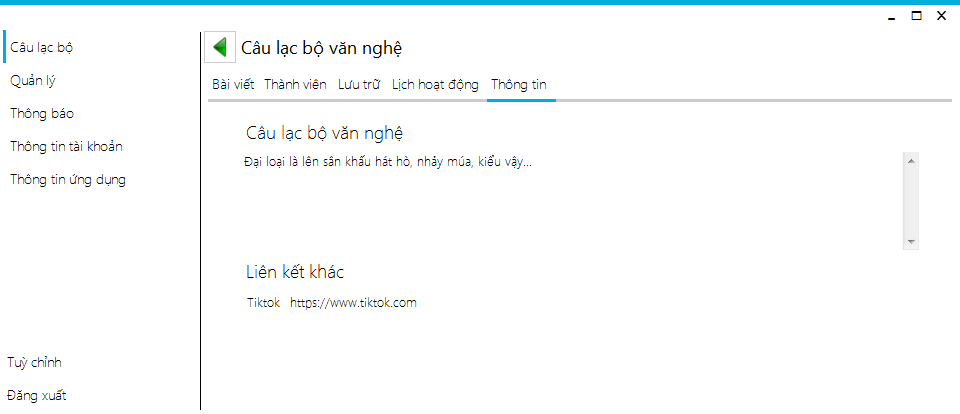 Câu lạc bộ
Quản lý
Thông báo
Thông tin tài khoản
Thông tin ứng dụng
Tuỳ chỉnh
Đăng xuất
Câu lạc bộ văn nghệ
Bài viết Thành viên Lưu trữ Lịch hoạt động Thông tin
Câu lạc bộ văn nghệ
Đại loại là lên sân khấu hát hò, nhảy múa, kiểu vậy...
Liên kết khác
Tiktok https://www.tiktok.com